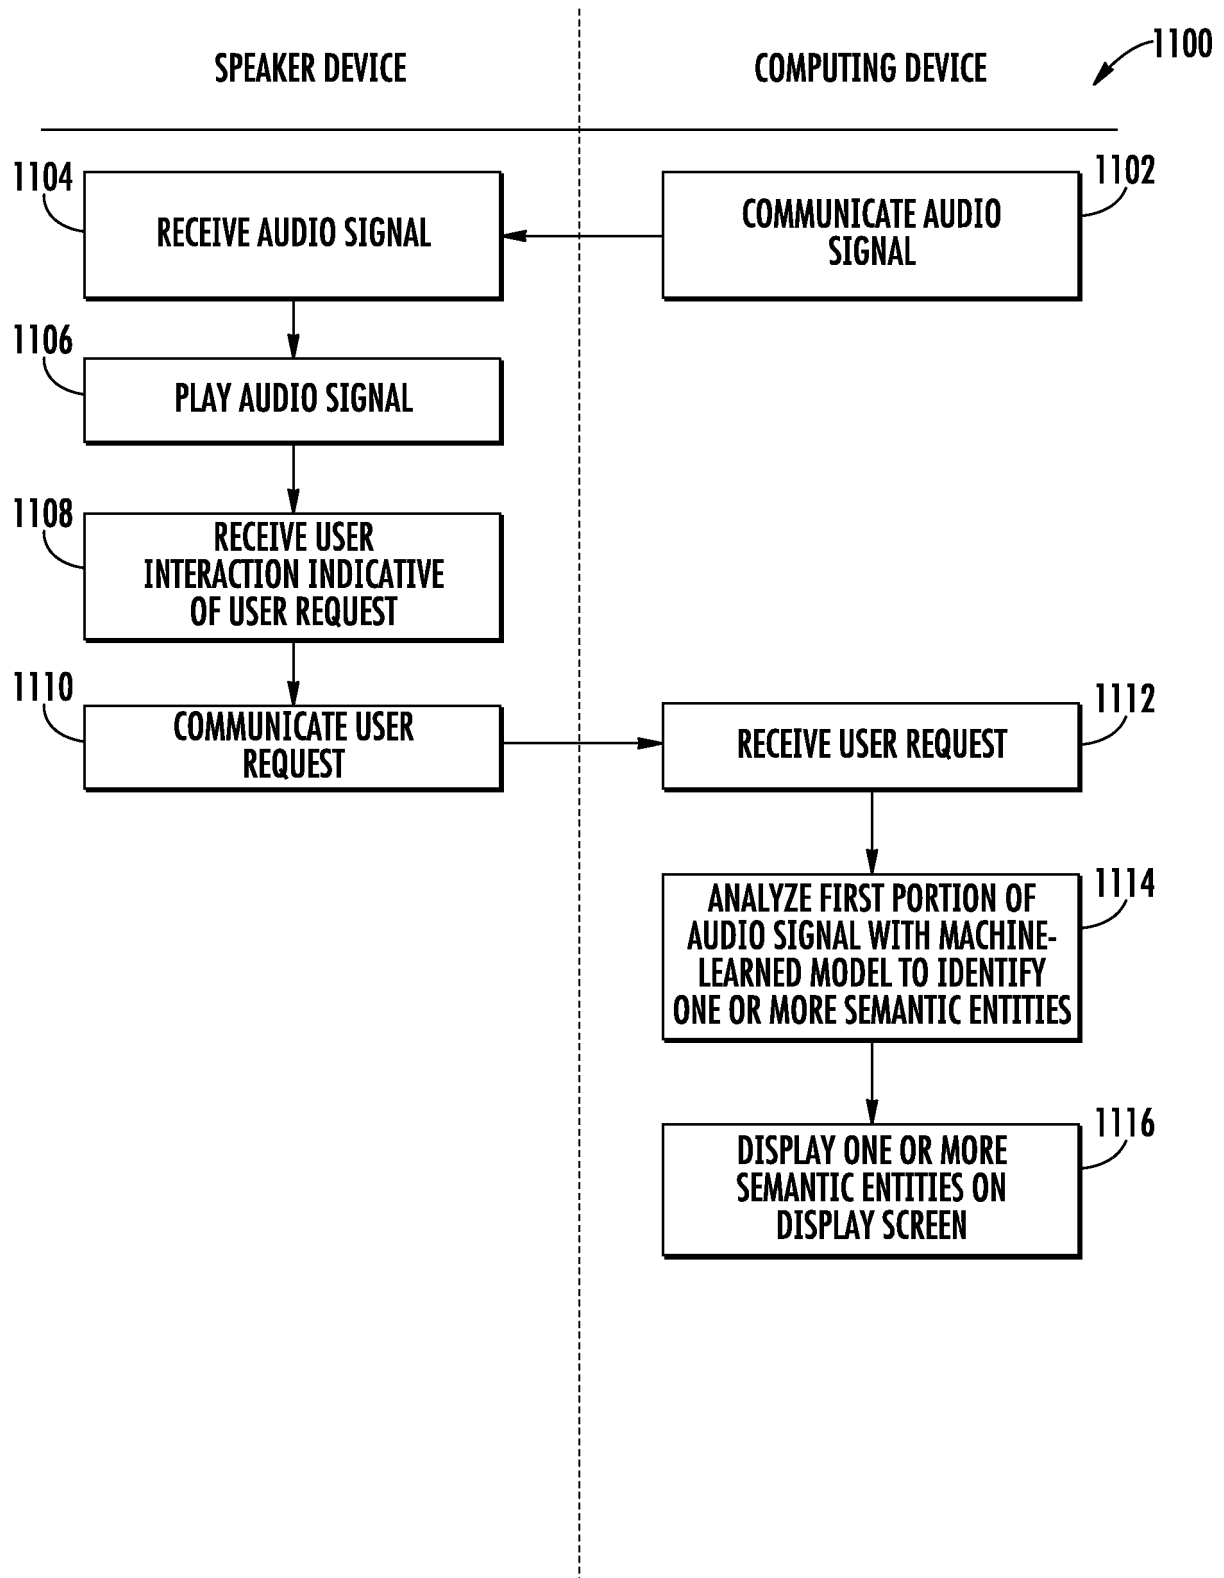 SPEAKER DEVICE
COMPUTING DEVICE
1100
1104
RECEIVE AUDIO SIGNAL
1102
COMMUNICATE AUDIO
SIGNAL
1106
PLAY AUDIO SIGNAL
1108
RECEIVE USER
INTERACTION INDICATIVE
OF USER REQUEST
1110
COMMUNICATE USER
REQUEST
1112
RECEIVE USER REQUEST
1114
ANALYZE FIRST PORTION OF
AUDIO SIGNAL WITH MACHINE-
LEARNED MODEL TO IDENTIFY
ONE OR MORE SEMANTIC ENTITIES
1116
DISPLAY ONE OR MORE
SEMANTIC ENTITIES ON
DISPLAY SCREEN